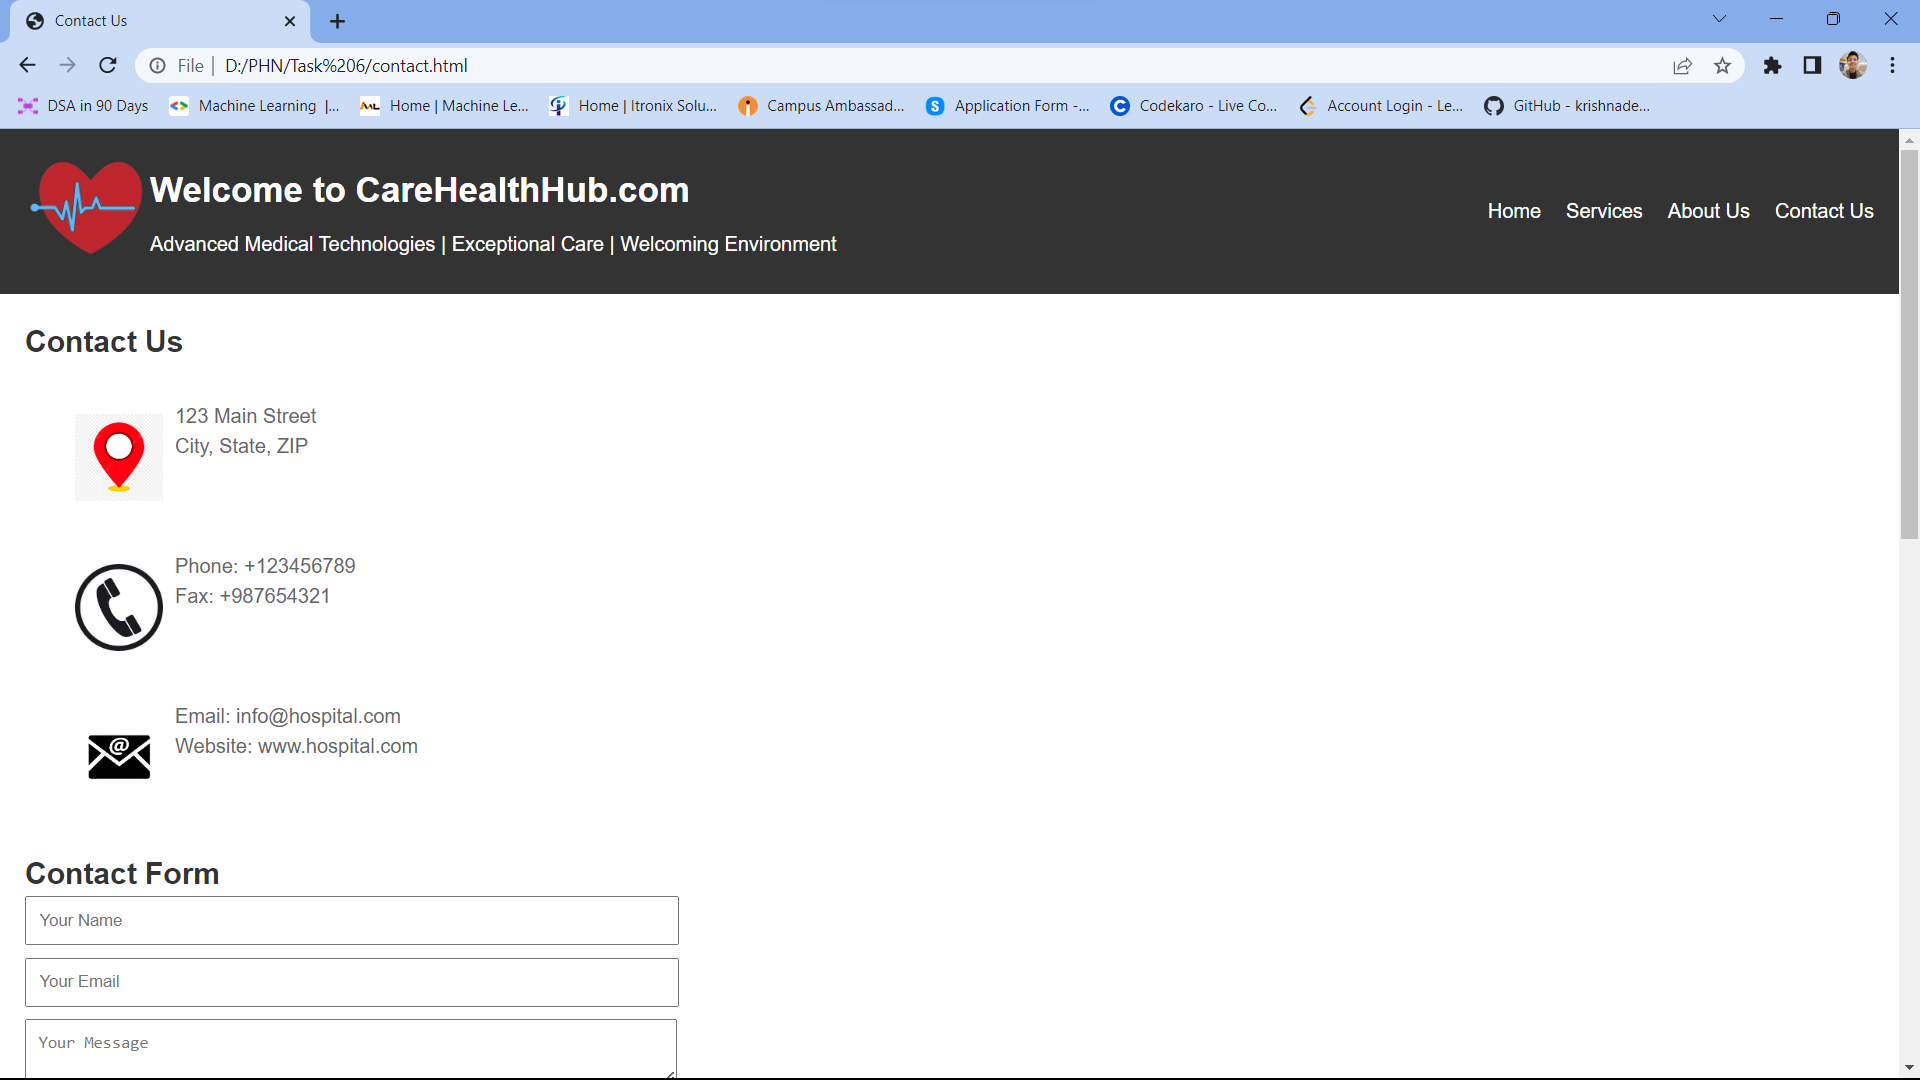 Contact Us
File | D:/PHN/Task%206/contact.html
DSA in 90 Days
Machine Learning |...
Home | Machine Le...
Home | Itronix Solu...
Campus Ambassad...
Application Form -...
Codekaro - Live Co...
Account Login - Le...
GitHub - krishnade...
Welcome to CareHealthHub.com
Advanced Medical Technologies | Exceptional Care | Welcoming Environment
Home
Services
About Us
Contact Us
Contact Us
123 Main Street
City, State, ZIP
Phone: +123456789
Fax: +987654321
Email: info@hospital.com
Website: www.hospital.com
Contact Form
Your Name
Your Email
Your Message